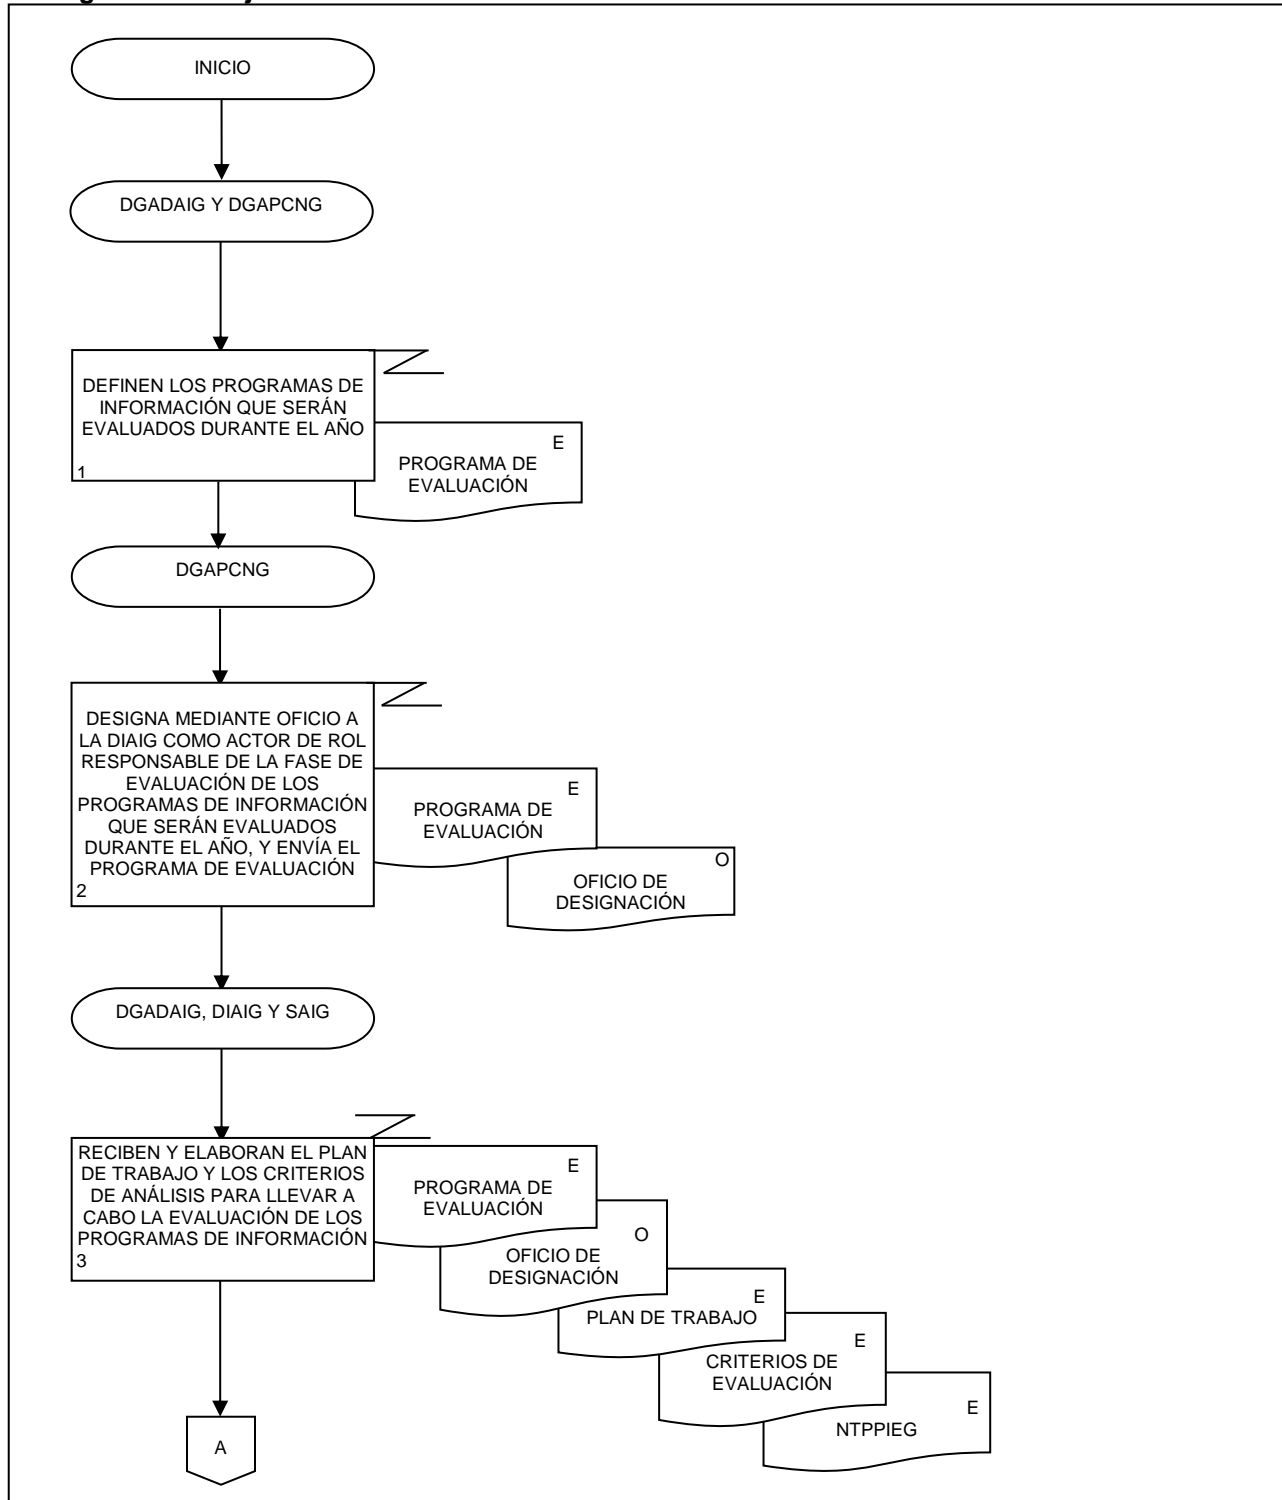 INICIO
DGADAIG Y DGAPCNG
DEFINEN LOS PROGRAMAS DE
INFORMACIÓN QUE SERÁN
EVALUADOS DURANTE EL AÑO
1
E
PROGRAMA DE
EVALUACIÓN
DGAPCNG
DESIGNA MEDIANTE OFICIO A
LA DIAIG COMO ACTOR DE ROL
RESPONSABLE DE LA FASE DE
EVALUACIÓN DE LOS
PROGRAMAS DE INFORMACIÓN
QUE SERÁN EVALUADOS
DURANTE EL AÑO, Y ENVÍA EL
PROGRAMA DE EVALUACIÓN
2
E
PROGRAMA DE
EVALUACIÓN
O
OFICIO DE
DESIGNACIÓN
DGADAIG, DIAIG Y SAIG
RECIBEN Y ELABORAN EL PLAN
DE TRABAJO Y LOS CRITERIOS
DE ANÁLISIS PARA LLEVAR A
CABO LA EVALUACIÓN DE LOS
PROGRAMAS DE INFORMACIÓN
3
E
PROGRAMA DE
EVALUACIÓN
O
OFICIO DE
DESIGNACIÓN
E
PLAN DE TRABAJO
E
CRITERIOS DE
EVALUACIÓN
E
NTPPIEG
A